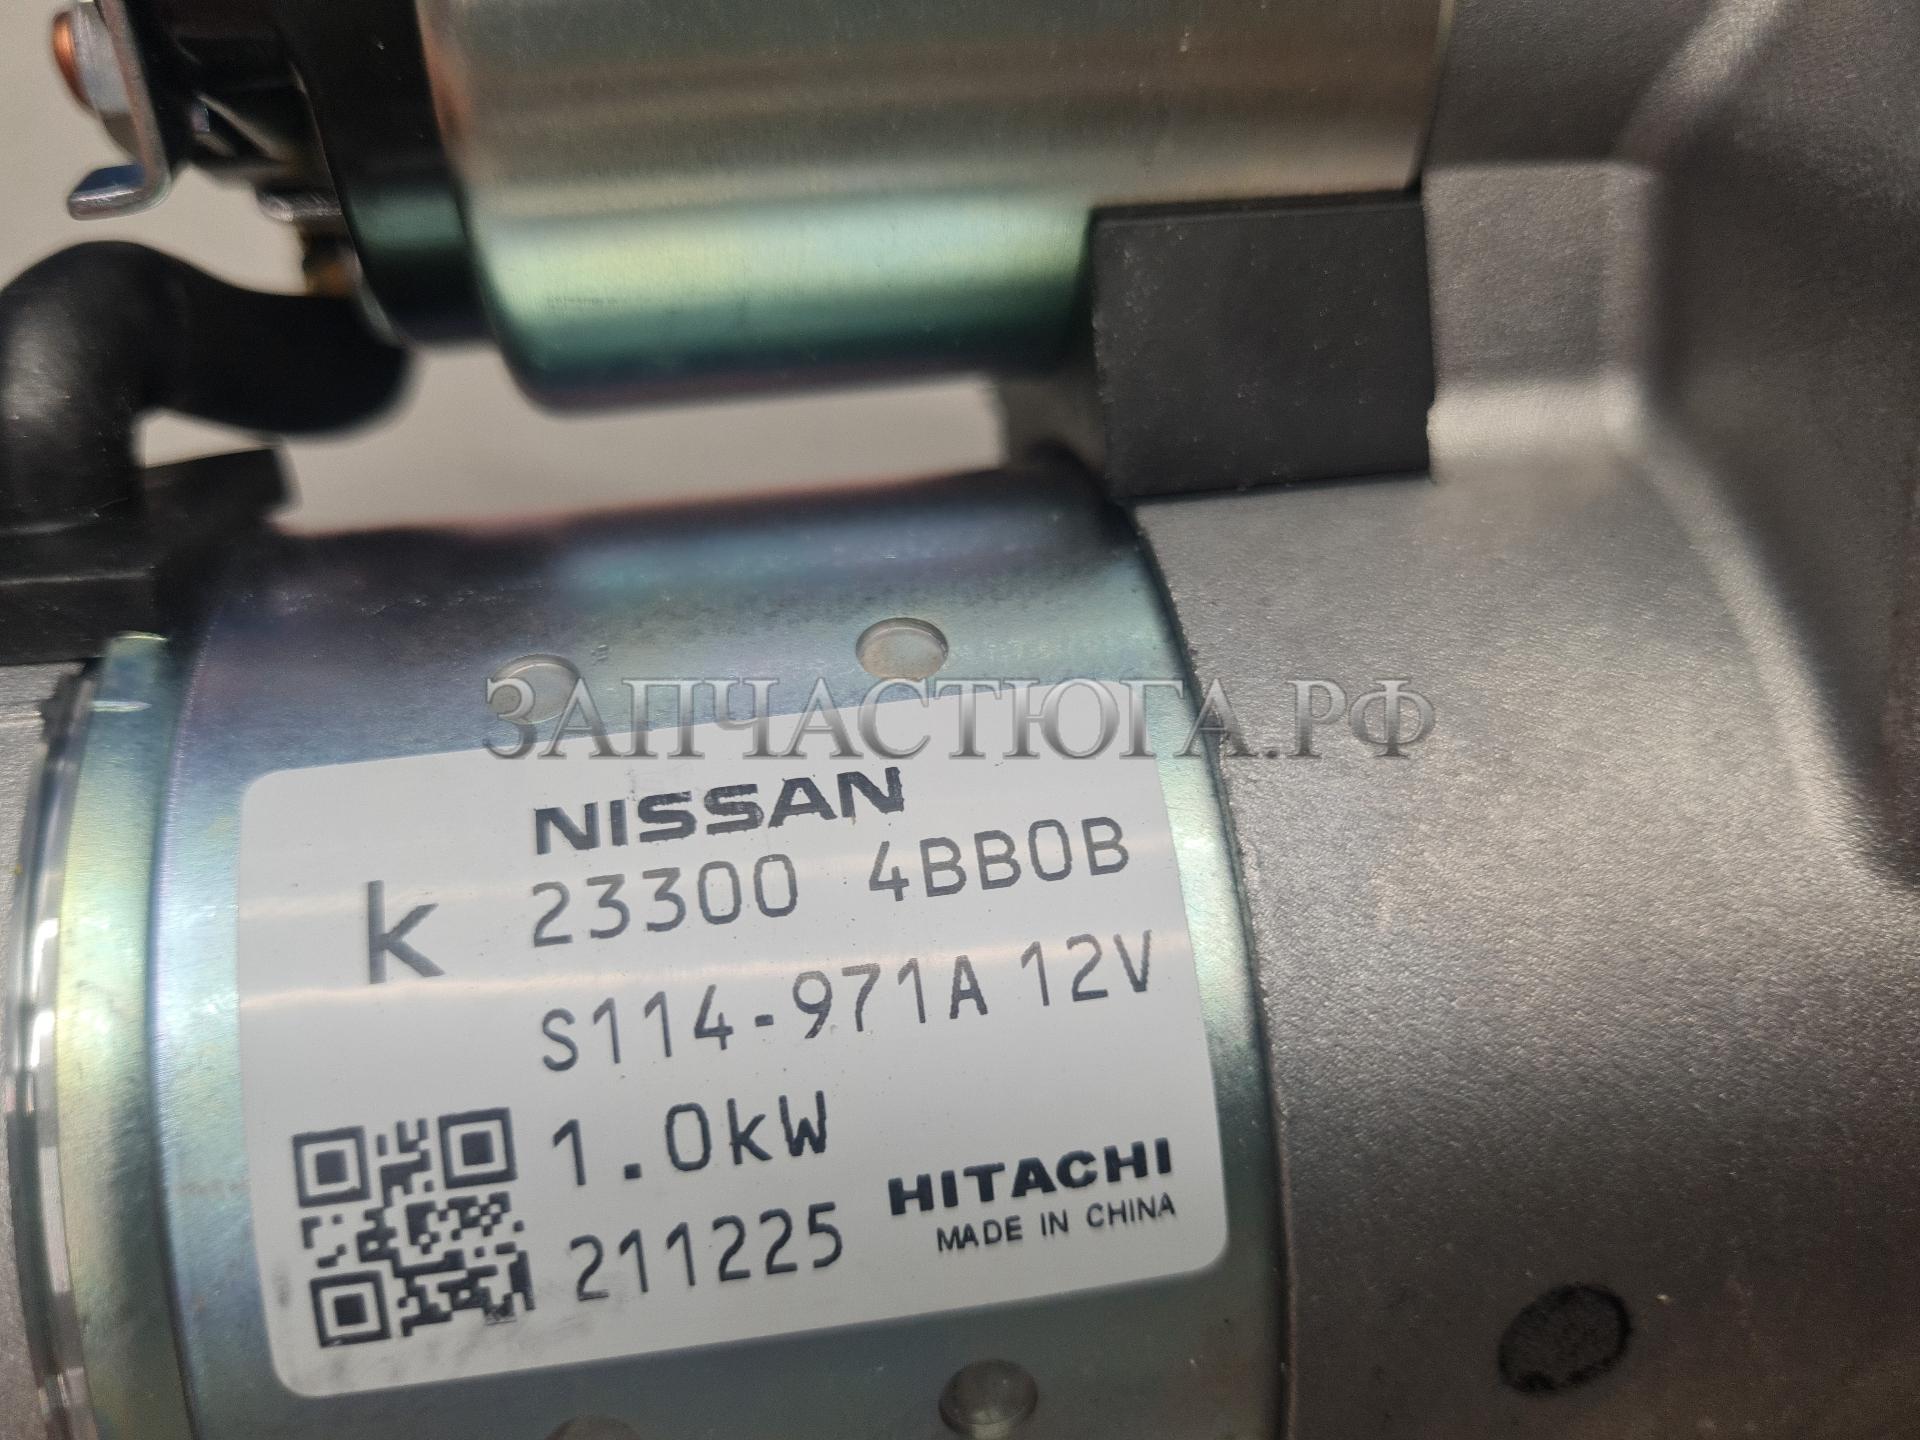 ЗАПЧАСТЮГА.РФ
NISSAN
k 23300 4BB0B
S114-971A 12V
1.0kW
211225 HITACHI
MADE IN CHINA